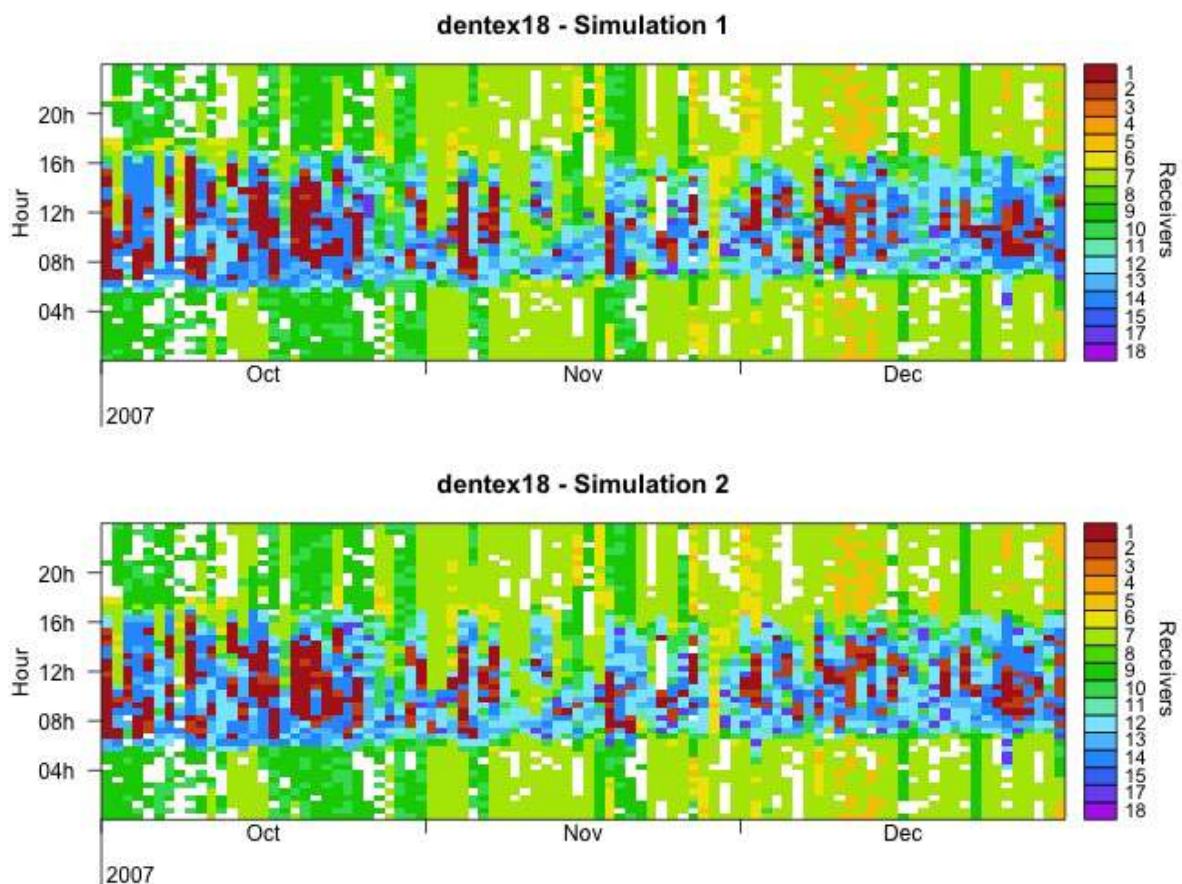 dentex18 - Simulation 1
20h
16h
12h
08h
04h
Hour
Oct
Nov
Dec
2007
1
2
3
4
5
6
7
8
9
10
11
12
13
14
15
17
18
Receivers
dentex18 - Simulation 2
20h
16h
12h
08h
04h
Hour
Oct
Nov
Dec
2007
1
2
3
4
5
6
7
8
9
10
11
12
13
14
15
17
18
Receivers